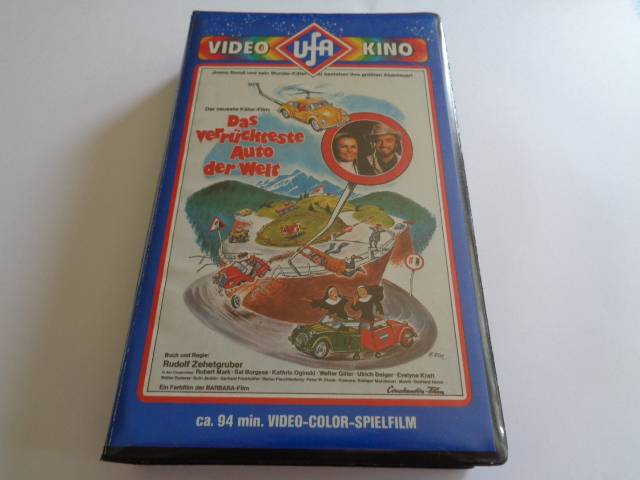 VIDEO UFA KINO
Jimmy Bondi und sein Wunder-Käfer bestehen ihre größten Abenteuer!
Der neueste Käfer-Film:
Das
verrückteste
Auto
der Welt
Buch und Regie:
Rudolf Zehetgruber
Robert Mark · Sal Borgese · Kathrin Oginski · Walter Giller · Ulrich Beiger · Evelyne Kraft
Ein Farbfilm der BARBARA-Film
Constantin-Film
ca. 94 min. VIDEO-COLOR-SPIELFILM